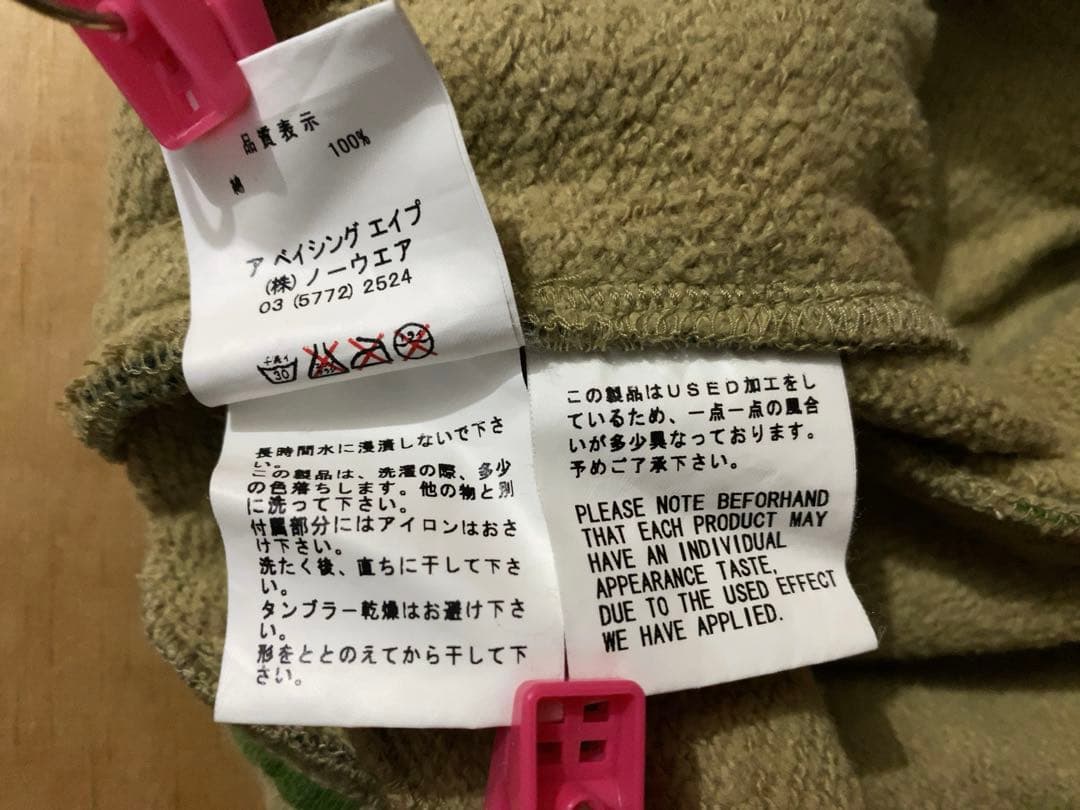 品質表示
綿 100%
ア ベイシング エイプ
(株) ノーウエア
03 (5772) 2524
30
長時間水に浸漬しないで下さ
い。
この製品は、洗濯の際、多少
の色落ちします。他の物と別
に洗って下さい。
付属部分にはアイロンはおさ
け下さい。
洗たく後、直ちに干して下さ
い。
タンブラー乾燥はお避け下さ
い。
形をととのえてから干して下
さい。
この製品はUSED加工をし
ているため、一点一点の風合
いが多少異なっております。
予めご了承下さい。
PLEASE NOTE BEFORHAND
THAT EACH PRODUCT MAY
HAVE AN INDIVIDUAL
APPEARANCE TASTE,
DUE TO THE USED EFFECT
WE HAVE APPLIED.